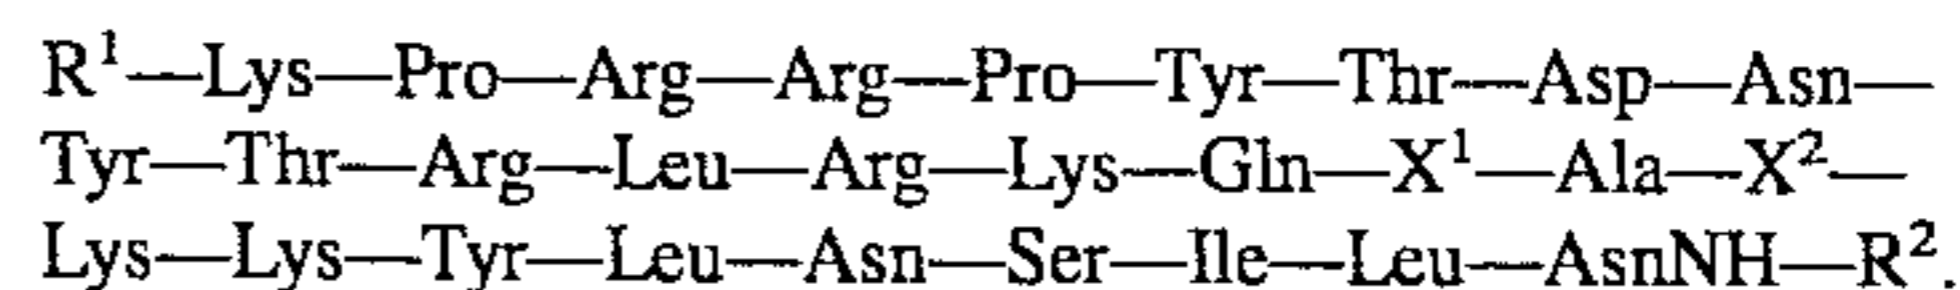 R¹—Lys—Pro—Arg—Arg—Pro—Tyr—Thr—Asp—Asn—
Tyr—Thr—Arg—Leu—Arg—Lys—Gln—X¹—Ala—X²—
Lys—Lys—Tyr—Leu—Asn—Ser—Ile—Leu—AsnNH—R².